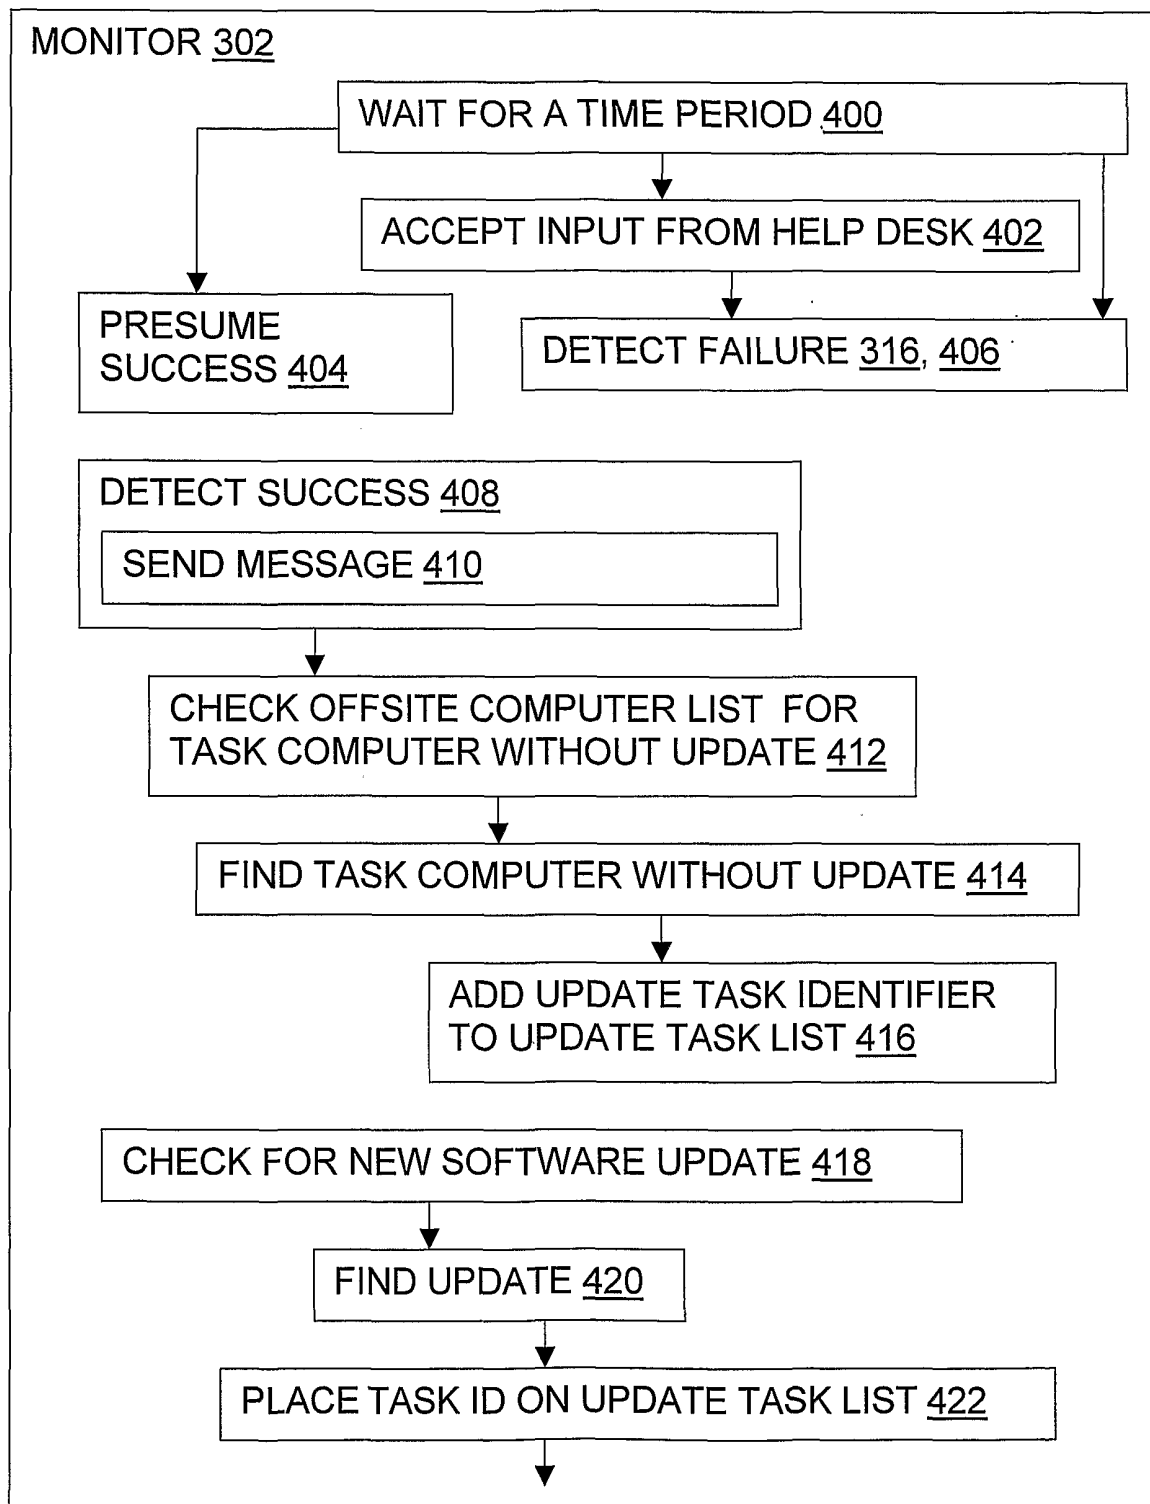 MONITOR 302
WAIT FOR A TIME PERIOD 400
ACCEPT INPUT FROM HELP DESK 402
PRESUME
SUCCESS 404
DETECT FAILURE 316, 406
DETECT SUCCESS 408
SEND MESSAGE 410
CHECK OFFSITE COMPUTER LIST FOR
TASK COMPUTER WITHOUT UPDATE 412
FIND TASK COMPUTER WITHOUT UPDATE 414
ADD UPDATE TASK IDENTIFIER
TO UPDATE TASK LIST 416
CHECK FOR NEW SOFTWARE UPDATE 418
FIND UPDATE 420
PLACE TASK ID ON UPDATE TASK LIST 422